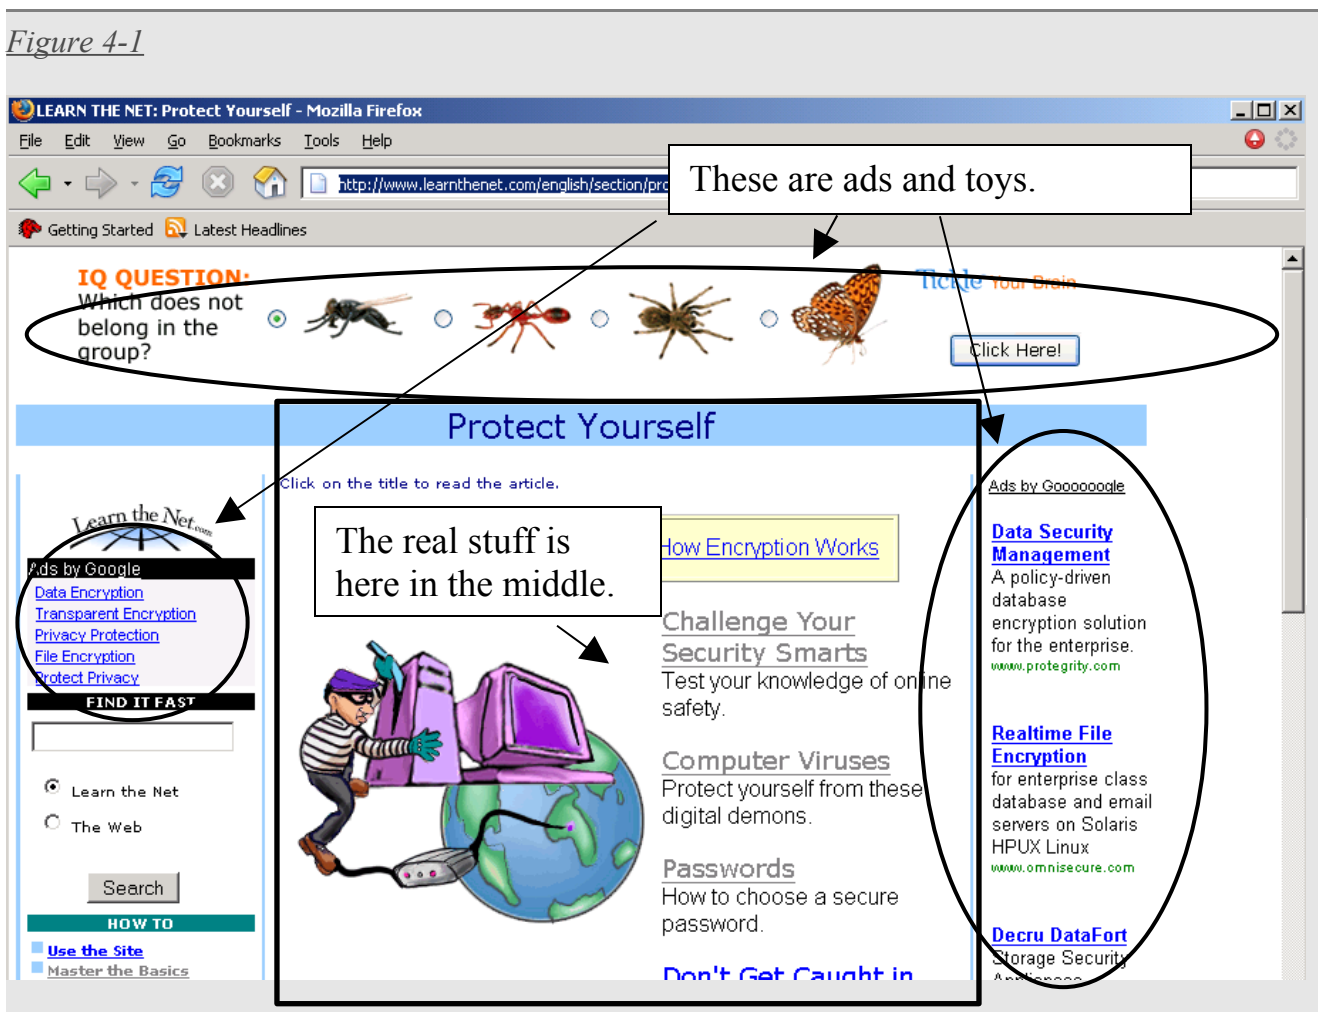 Figure 4-1
LEARN THE NET: Protect Yourself - Mozilla Firefox
File Edit View Go Bookmarks Tools Help
These are ads and toys.
http://www.learnthenet.com/english/section/pro
Getting Started Latest Headlines
IQ QUESTION:
Which does not
belong in the
group?
Tickle Your Brain
Click Here!
Protect Yourself
Learn the Net.com
Ads by Google
Data Encryption
Transparent Encryption
Privacy Protection
File Encryption
Protect Privacy
FIND IT FAST
Learn the Net
The Web
Search
HOW TO
Use the Site
Master the Basics
Click on the title to read the article.
The real stuff is
here in the middle.
How Encryption Works
Challenge Your
Security Smarts
Test your knowledge of online
safety.
Computer Viruses
Protect yourself from these
digital demons.
Passwords
How to choose a secure
password.
Don't Get Caught in
Ads by Goooooogle
Data Security
Management
A policy-driven
database
encryption solution
for the enterprise.
www.protegrity.com
Realtime File
Encryption
for enterprise class
database and email
servers on Solaris
HPUX Linux
www.omnisecure.com
Decru DataFort
Storage Security
Appliances